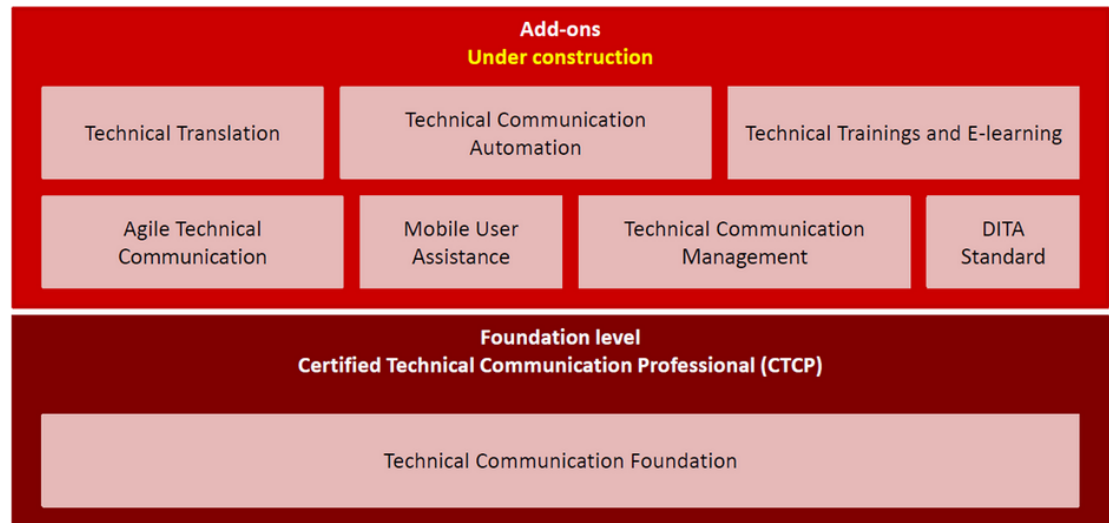 Add-ons
Under construction
Technical Translation
Technical Communication
Automation
Technical Trainings and E-learning
Agile Technical
Communication
Mobile User
Assistance
Technical Communication
Management
DITA
Standard
Foundation level
Certified Technical Communication Professional (CTCP)
Technical Communication Foundation